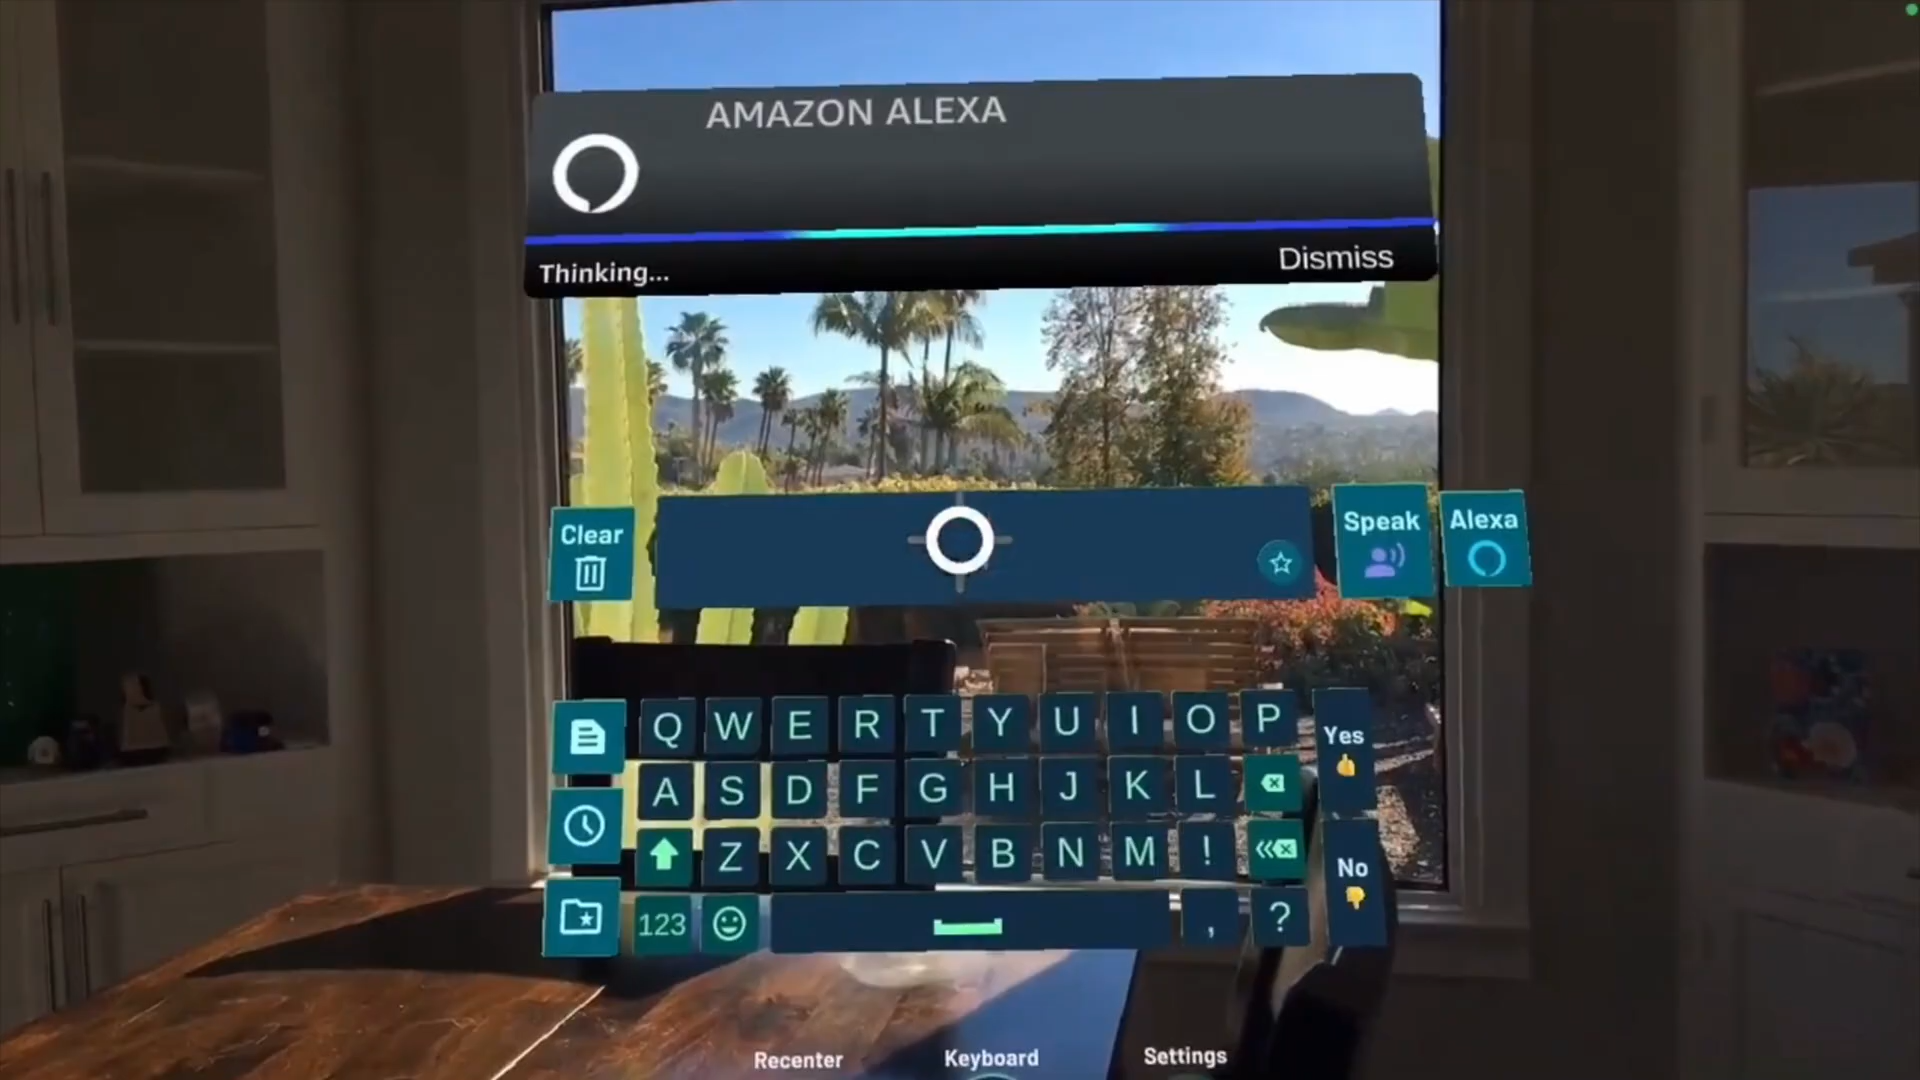 AMAZON ALEXA
Thinking...
Dismiss
Clear
Speak
Alexa
Q W E R T Y U I O P
Yes
A S D F G H J K L
Z X C V B N M !
No
123
, ?
Recenter
Keyboard
Settings